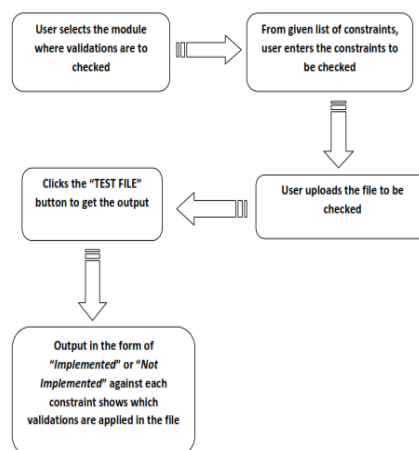 User selects the module
where validations are to
checked
From given list of constraints,
user enters the constraints to
be checked
User uploads the file to be
checked
Clicks the “TEST FILE”
button to get the output
Output in the form of
“Implemented” or “Not
Implemented” against each
constraint shows which
validations are applied in the file